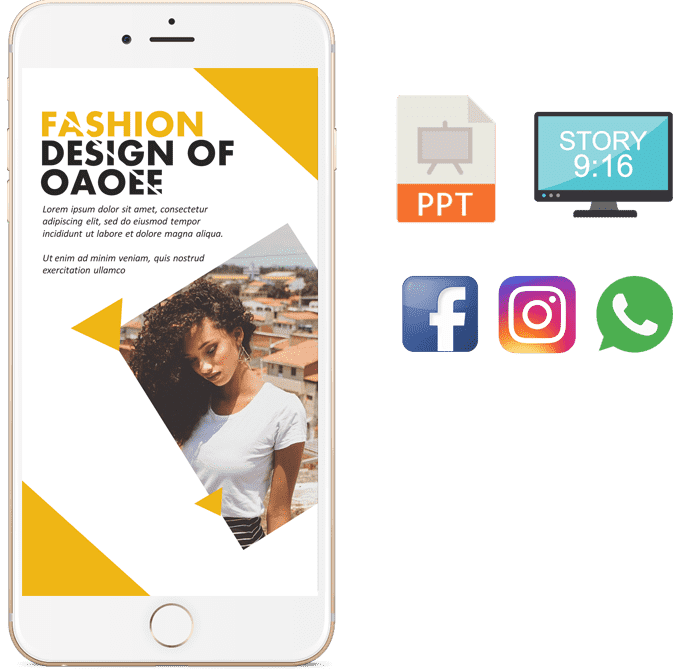 FASHION
DESIGN OF
OAOEE
Lorem ipsum dolor sit amet, consectetur
adipiscing elit, sed do eiusmod tempor
incididunt ut labore et dolore magna aliqua.
Ut enim ad minim veniam, quis nostrud
exercitation ullamco
PPT
STORY
9:16